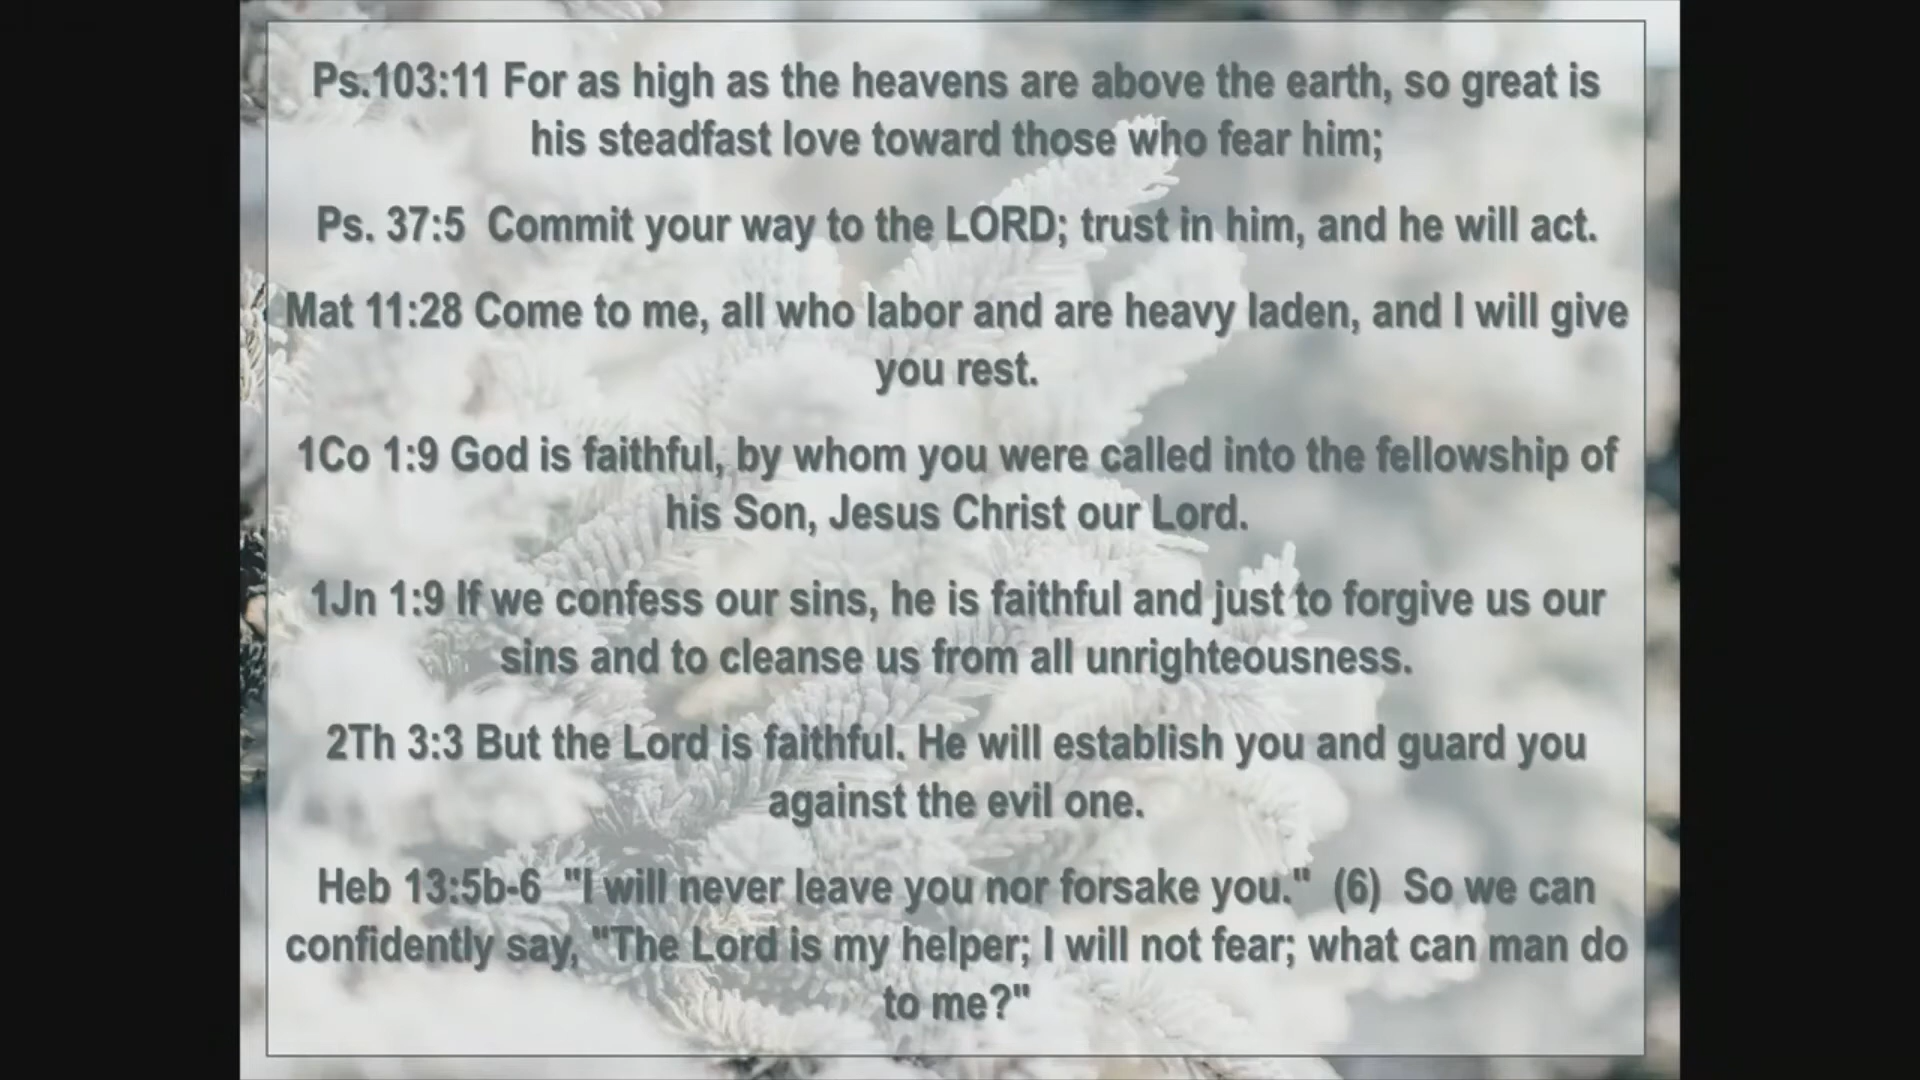 Ps.103:11 For as high as the heavens are above the earth, so great is
his steadfast love toward those who fear him;
Ps. 37:5  Commit your way to the LORD; trust in him, and he will act.
Mat 11:28 Come to me, all who labor and are heavy laden, and I will give
you rest.
1Co 1:9 God is faithful, by whom you were called into the fellowship of
his Son, Jesus Christ our Lord.
1Jn 1:9 If we confess our sins, he is faithful and just to forgive us our
sins and to cleanse us from all unrighteousness.
2Th 3:3 But the Lord is faithful. He will establish you and guard you
against the evil one.
Heb 13:5b-6  "I will never leave you nor forsake you."  (6)  So we can
confidently say, "The Lord is my helper; I will not fear; what can man do
to me?"